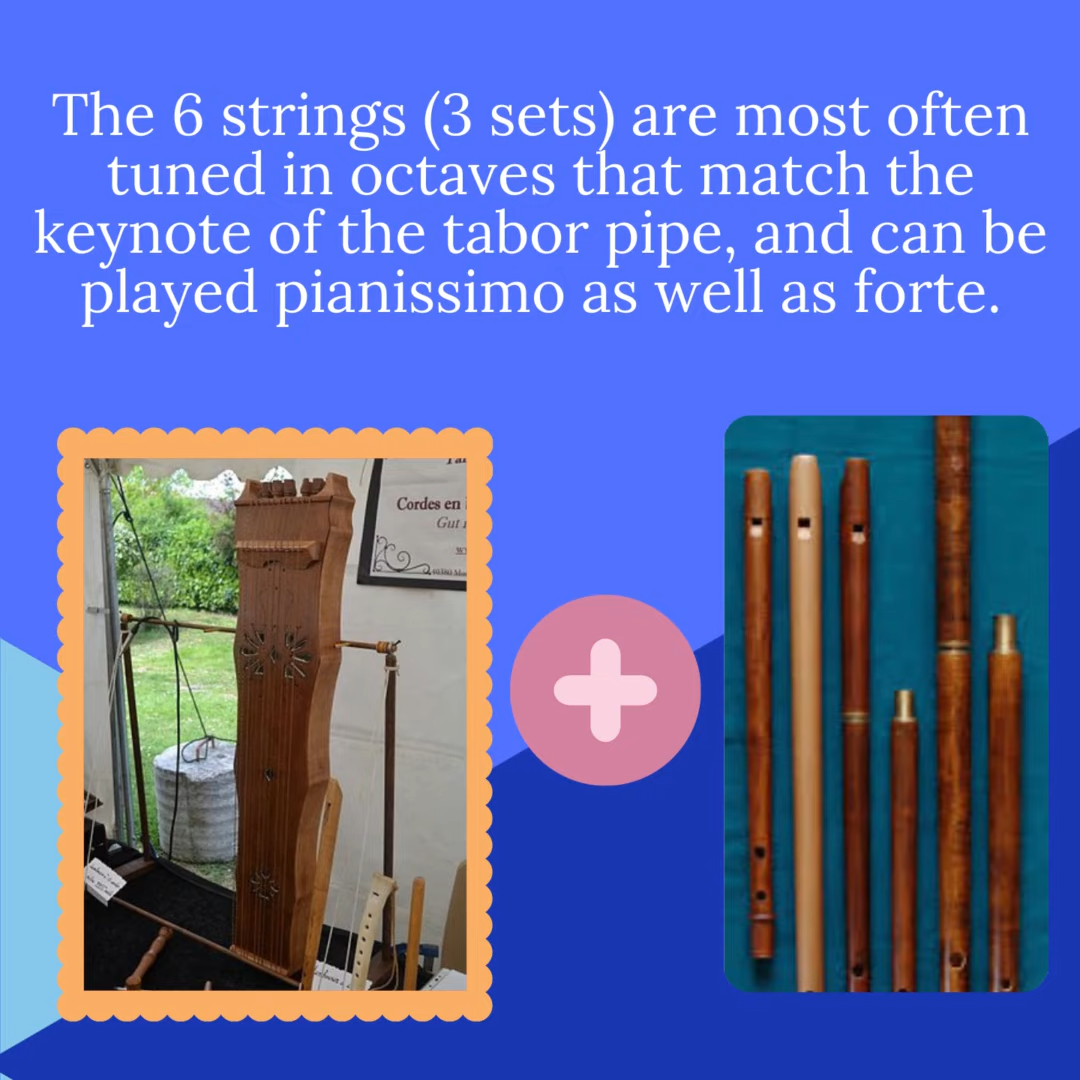 The 6 strings (3 sets) are most often
tuned in octaves that match the
keynote of the tabor pipe, and can be
played pianissimo as well as forte.
Cordes en
Gut